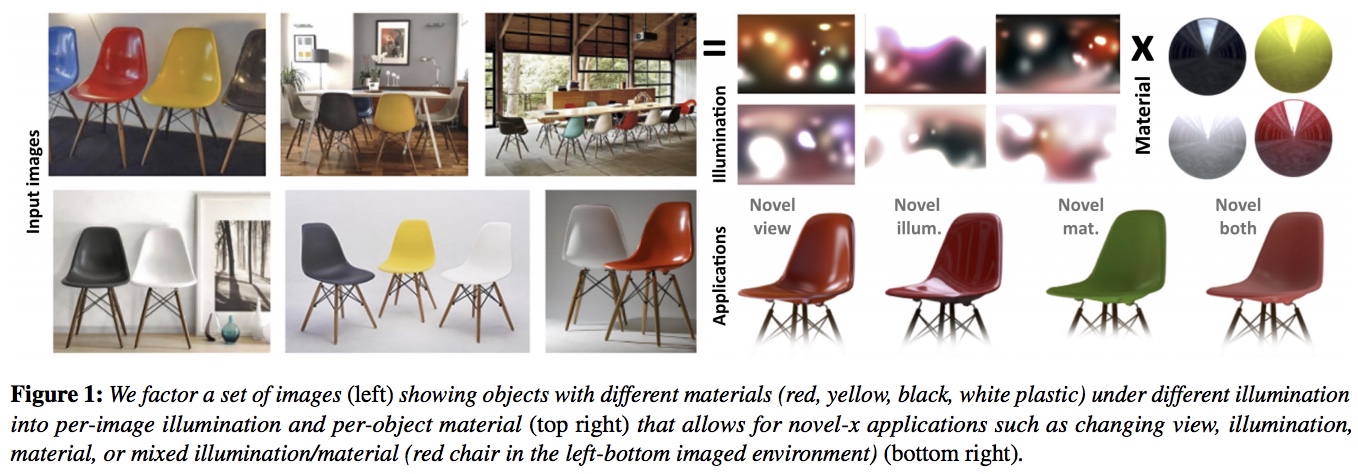 Input images
=
Illumination
X
Material
Applications
Novel
view
Novel
illum.
Novel
mat.
Novel
both
Figure 1: We factor a set of images (left) showing objects with different materials (red, yellow, black, white plastic) under different illumination
into per-image illumination and per-object material (top right) that allows for novel-x applications such as changing view, illumination,
material, or mixed illumination/material (red chair in the left-bottom imaged environment) (bottom right).